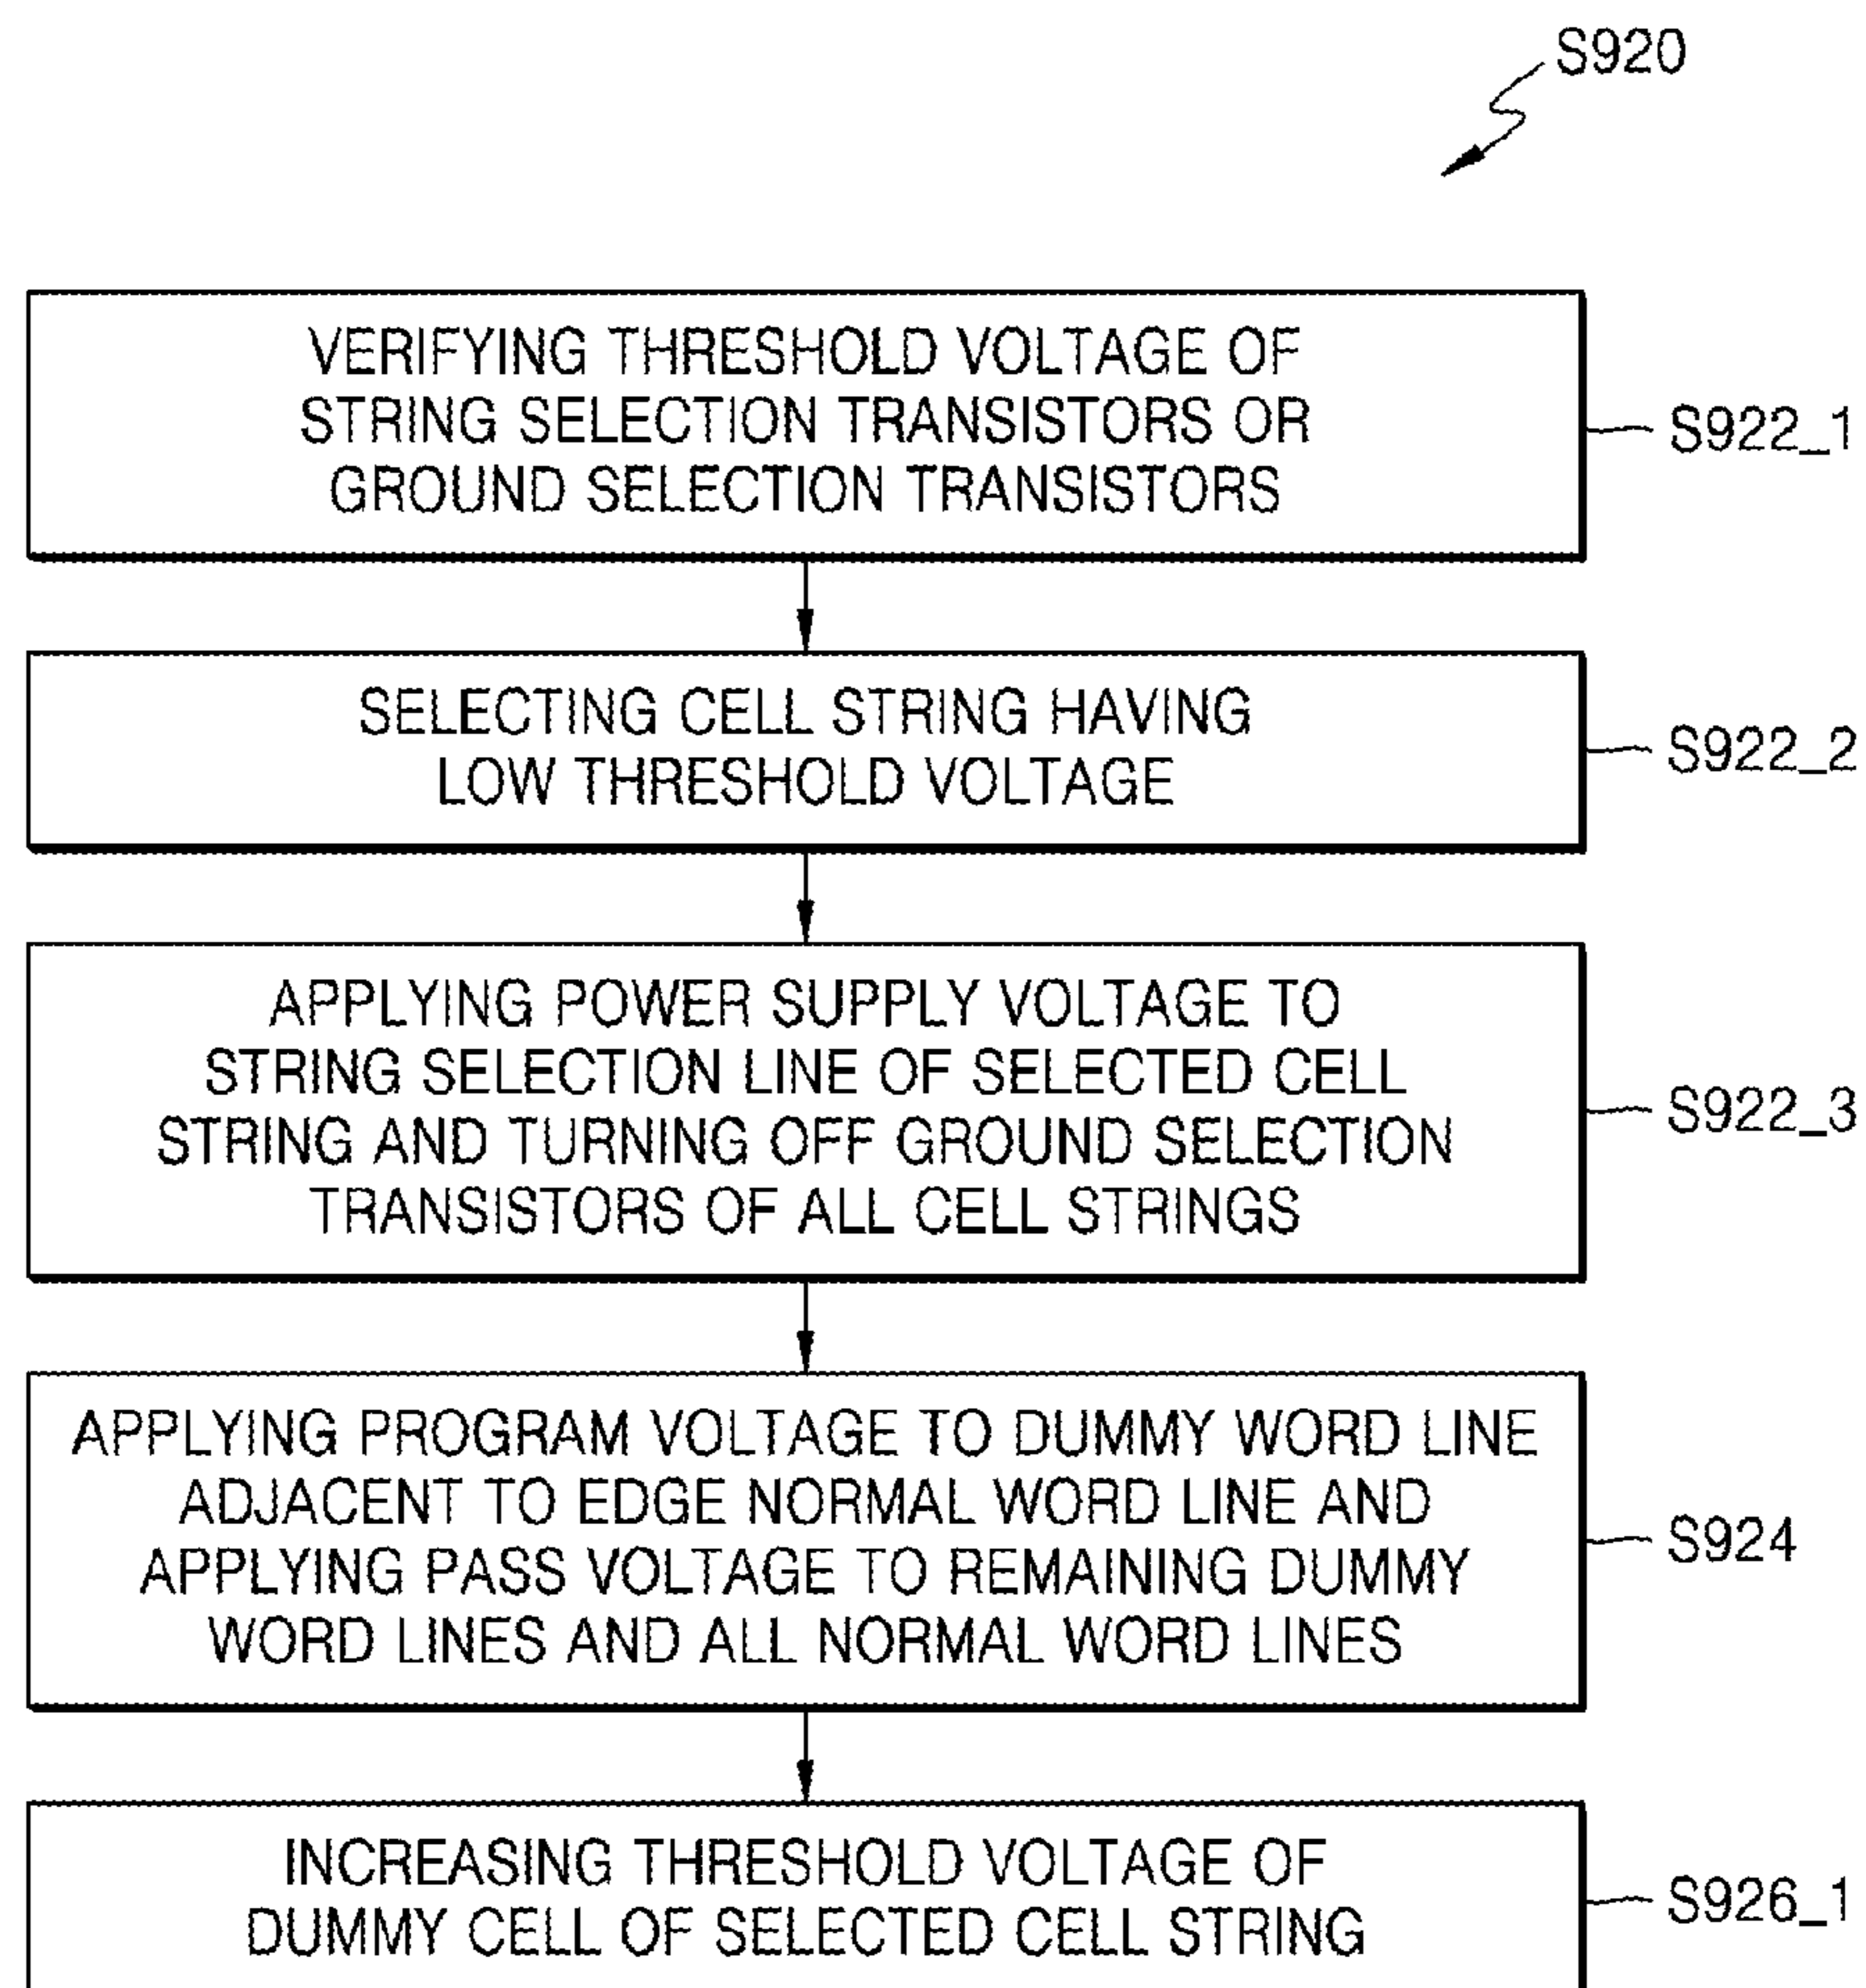 S920
VERIFYING THRESHOLD VOLTAGE OF
STRING SELECTION TRANSISTORS OR
GROUND SELECTION TRANSISTORS
S922_1
SELECTING CELL STRING HAVING
LOW THRESHOLD VOLTAGE
S922_2
APPLYING POWER SUPPLY VOLTAGE TO
STRING SELECTION LINE OF SELECTED CELL
STRING AND TURNING OFF GROUND SELECTION
TRANSISTORS OF ALL CELL STRINGS
S922_3
APPLYING PROGRAM VOLTAGE TO DUMMY WORD LINE
ADJACENT TO EDGE NORMAL WORD LINE AND
APPLYING PASS VOLTAGE TO REMAINING DUMMY
WORD LINES AND ALL NORMAL WORD LINES
S924
INCREASING THRESHOLD VOLTAGE OF
DUMMY CELL OF SELECTED CELL STRING
S926_1